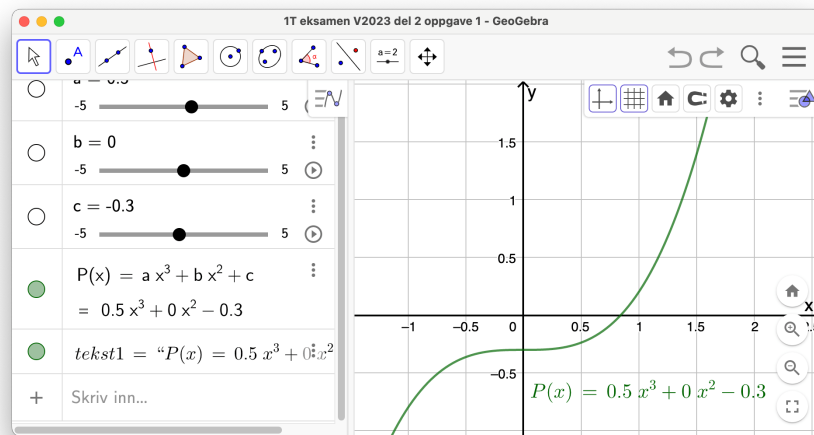 1T eksamen V2023 del 2 oppgave 1 - GeoGebra
A
α
a=2
-5 5
b = 0
-5 5
c = -0.3
-5 5
P(x) = a x³ + b x² + c
= 0.5 x³ + 0 x² − 0.3
tekst1 = “P(x) = 0.5 x³ + 0 x²
+ Skriv inn...
y
1.5
1
0.5
−1 −0.5 0 0.5 1 1.5 2
x
−0.5
P(x) = 0.5 x³ + 0 x² − 0.3